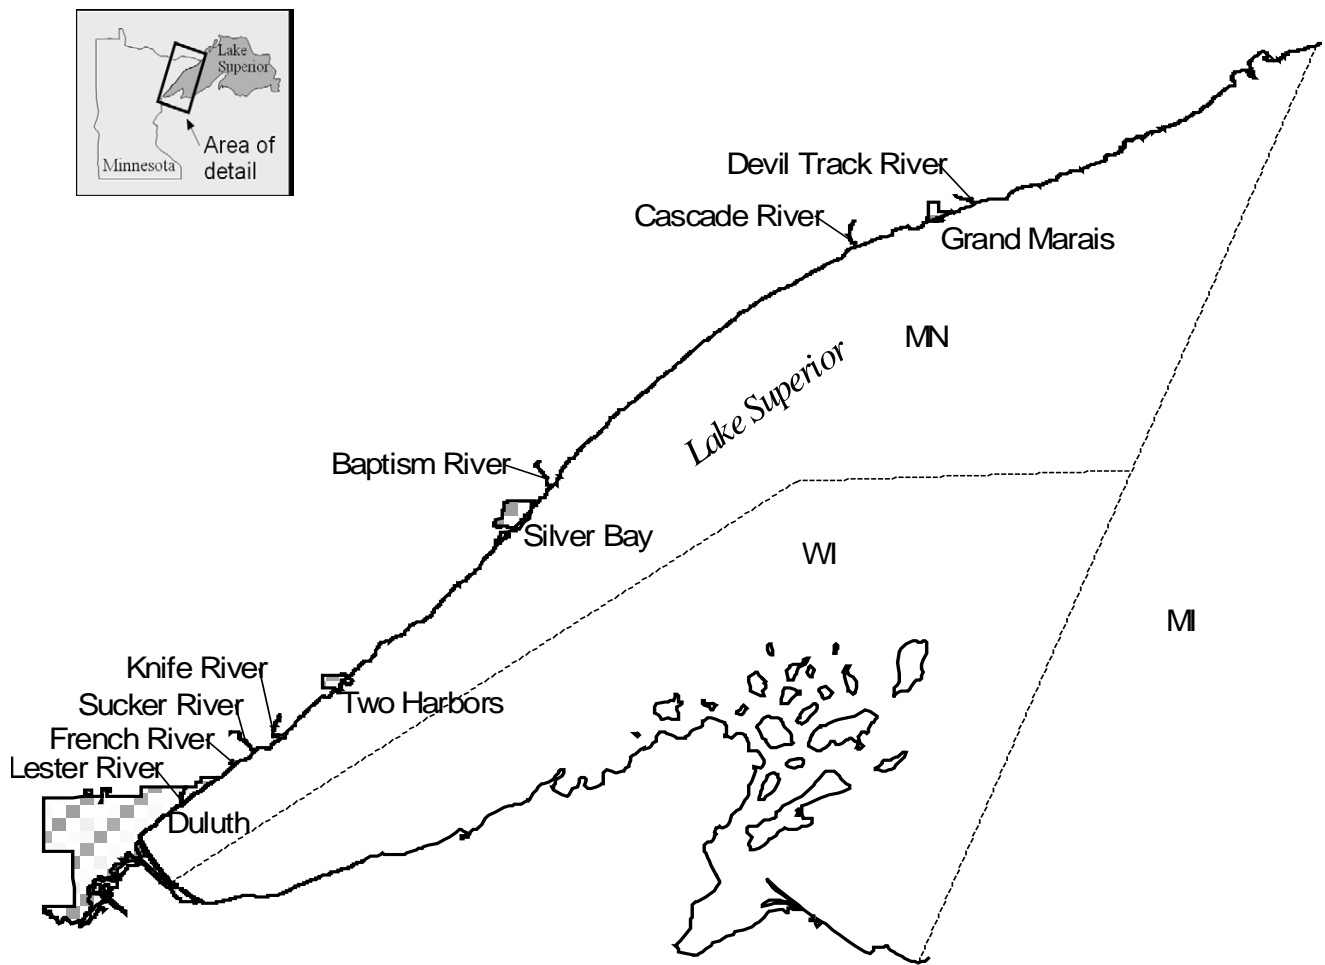 Lake
Superior
Area of
detail
Minnesota
Devil Track River
Cascade River
Grand Marais
MN
Lake Superior
Baptism River
Silver Bay
WI
MI
Knife River
Two Harbors
Sucker River
French River
Lester River
Duluth